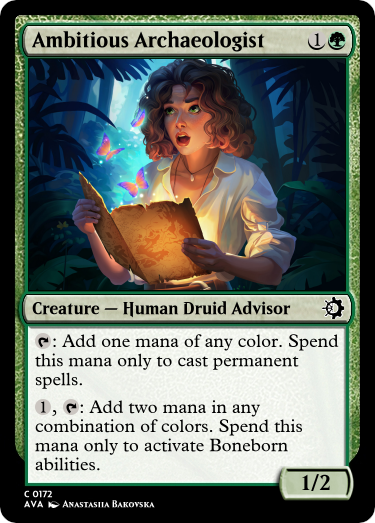 Ambitious Archaeologist 1
Creature — Human Druid Advisor
: Add one mana of any color. Spend
this mana only to cast permanent
spells.
1, : Add two mana in any
combination of colors. Spend this
mana only to activate Boneborn
abilities.
1/2
C 0172
AVA Anastasiia Bakovska